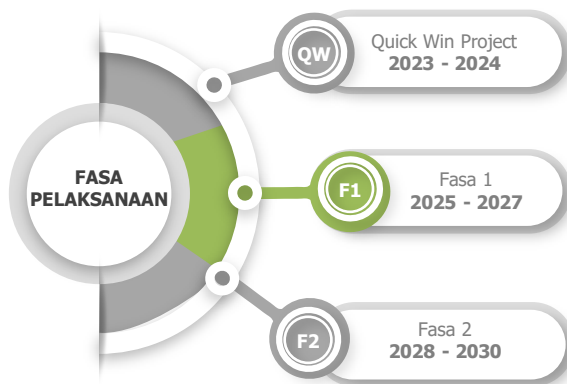 FASA
PELAKSANAAN
QW
Quick Win Project
2023 - 2024
F1
Fasa 1
2025 - 2027
F2
Fasa 2
2028 - 2030